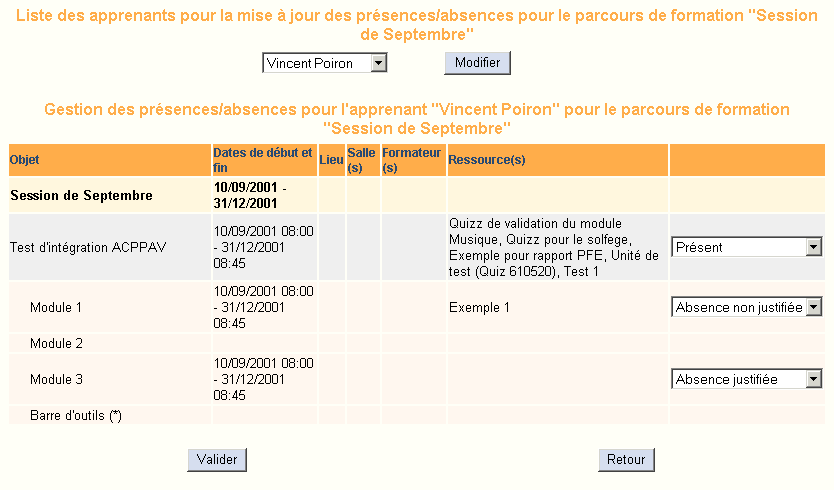 Liste des apprenants pour la mise à jour des présences/absences pour le parcours de formation "Session
de Septembre"
Vincent Poiron Modifier
Gestion des présences/absences pour l'apprenant "Vincent Poiron" pour le parcours de formation
"Session de Septembre"
Objet Dates de début et fin Lieu Salle (s) Formateur (s) Ressource(s)
Session de Septembre 10/09/2001 -
31/12/2001
Test d'intégration ACPPAV 10/09/2001 08:00
- 31/12/2001
08:45
Quizz de validation du module
Musique, Quizz pour le solfege,
Exemple pour rapport PFE, Unité de
test (Quiz 610520), Test 1
Présent
Module 1 10/09/2001 08:00
- 31/12/2001
08:45
Exemple 1 Absence non justifiée
Module 2
Module 3 10/09/2001 08:00
- 31/12/2001
08:45
Absence justifiée
Barre d'outils (*)
Valider Retour